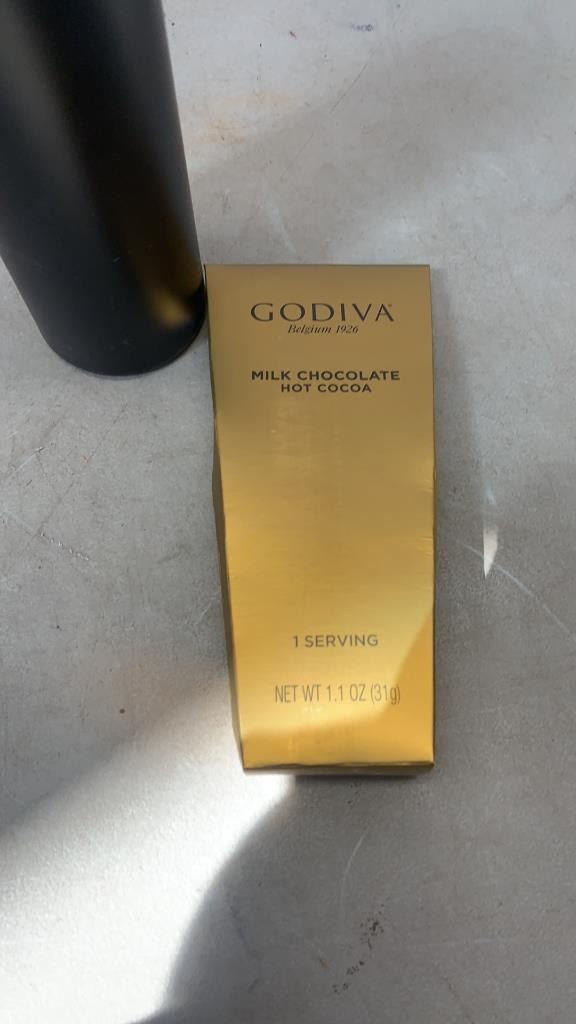 GODIVA
Belgium 1926
MILK CHOCOLATE
HOT COCOA
1 SERVING
NET WT 1.1 OZ (31g)